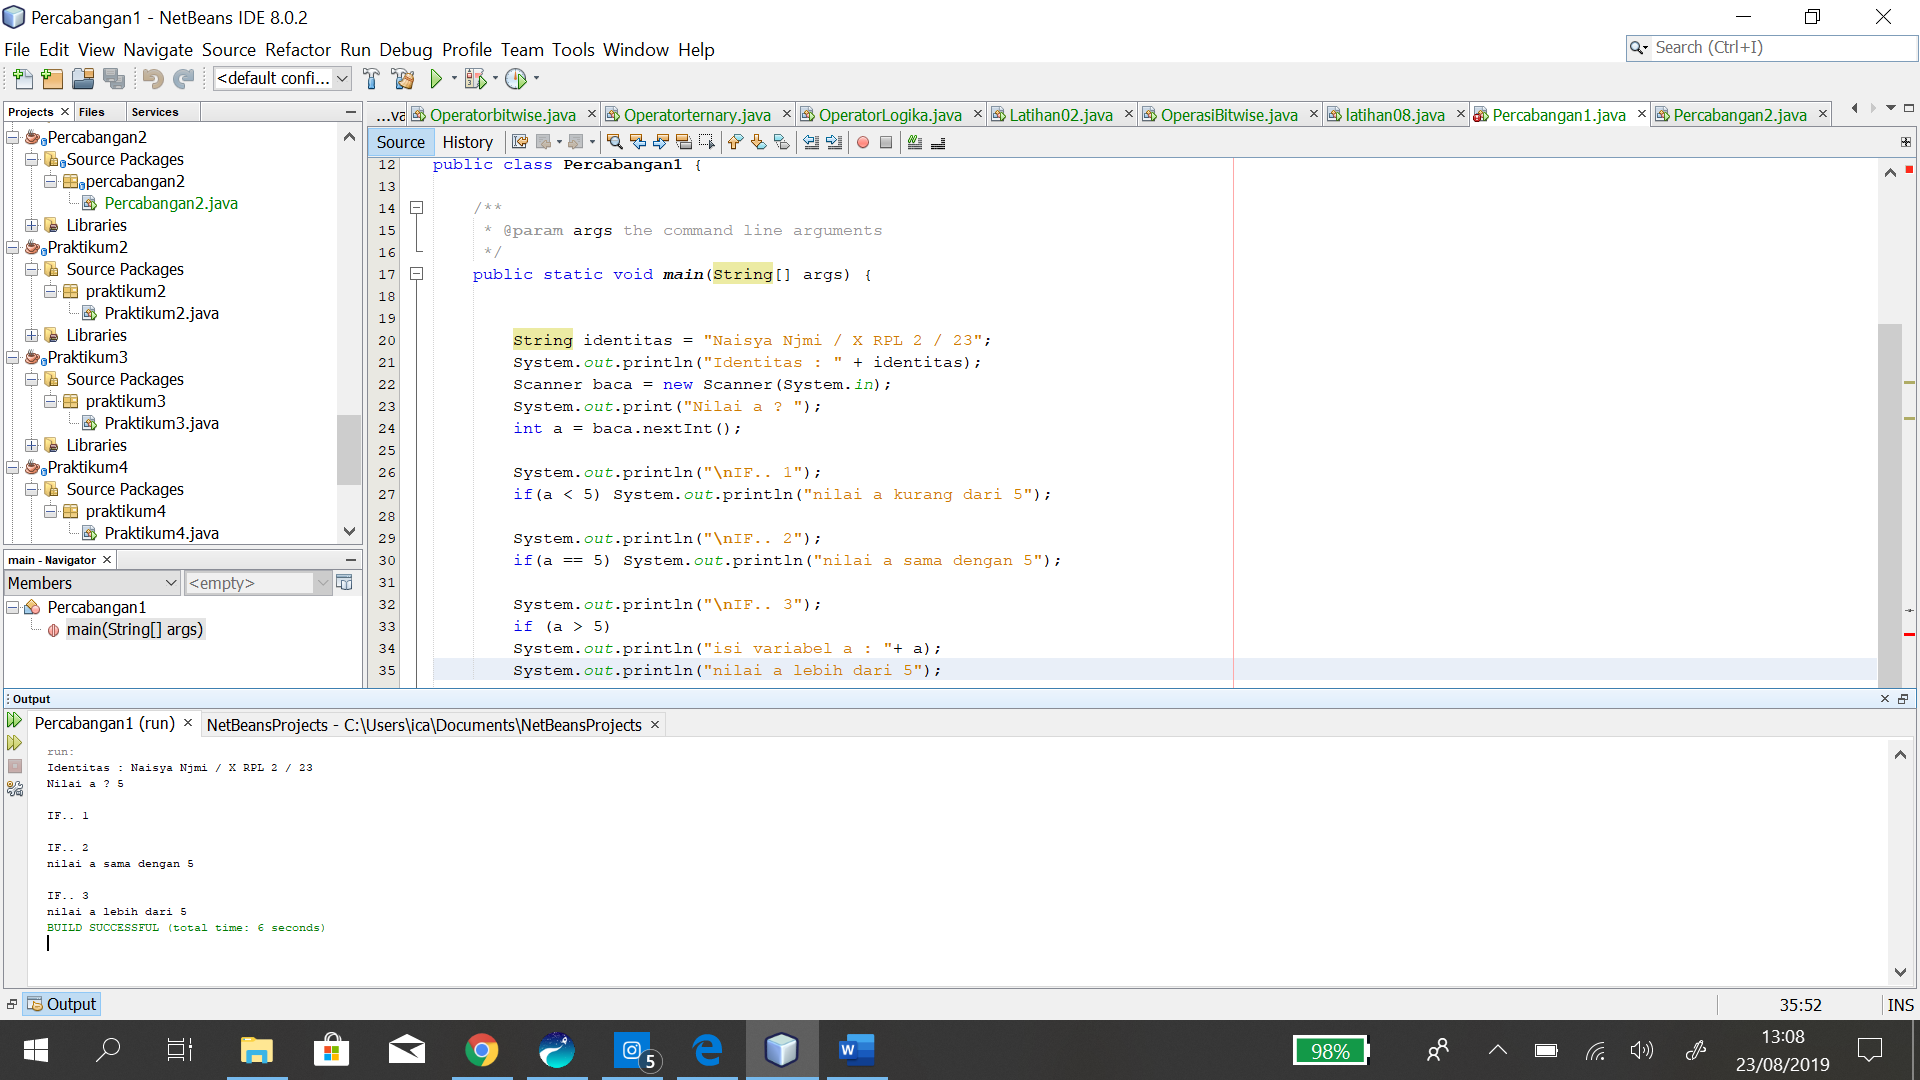 Percabangan1 - NetBeans IDE 8.0.2
File Edit View Navigate Source Refactor Run Debug Profile Team Tools Window Help
Search (Ctrl+I)
<default confi...
Projects Files Services
Percabangan2
Source Packages
percabangan2
Percabangan2.java
Libraries
Praktikum2
Source Packages
praktikum2
Praktikum2.java
Libraries
Praktikum3
Source Packages
praktikum3
Praktikum3.java
Libraries
Praktikum4
Source Packages
praktikum4
Praktikum4.java
main - Navigator
Members <empty>
Percabangan1
main(String[] args)
...va Operatorbitwise.java Operatorternary.java OperatorLogika.java Latihan02.java OperasiBitwise.java latihan08.java Percabangan1.java Percabangan2.java
Source History
12 public class Percabangan1 {
13
14 /**
15 * @param args the command line arguments
16 */
17 public static void main(String[] args) {
18
19
20 String identitas = "Naisya Njmi / X RPL 2 / 23";
21 System.out.println("Identitas : " + identitas);
22 Scanner baca = new Scanner(System.in);
23 System.out.print("Nilai a ? ");
24 int a = baca.nextInt();
25
26 System.out.println("\nIF.. 1");
27 if(a < 5) System.out.println("nilai a kurang dari 5");
28
29 System.out.println("\nIF.. 2");
30 if(a == 5) System.out.println("nilai a sama dengan 5");
31
32 System.out.println("\nIF.. 3");
33 if (a > 5)
34 System.out.println("isi variabel a : "+ a);
35 System.out.println("nilai a lebih dari 5");
Output
Percabangan1 (run) NetBeansProjects - C:\Users\ica\Documents\NetBeansProjects
run:
Identitas : Naisya Njmi / X RPL 2 / 23
Nilai a ? 5
IF.. 1
IF.. 2
nilai a sama dengan 5
IF.. 3
nilai a lebih dari 5
BUILD SUCCESSFUL (total time: 6 seconds)
Output
35:52 INS
5
98%
13:08
23/08/2019